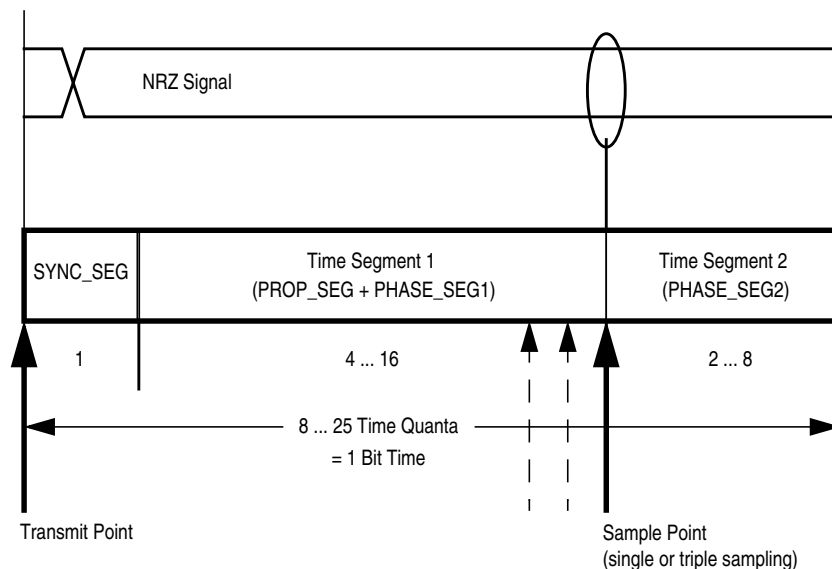 NRZ Signal
SYNC_SEG
Time Segment 1
(PROP_SEG + PHASE_SEG1)
Time Segment 2
(PHASE_SEG2)
1
4 ... 16
2 ... 8
8 ... 25 Time Quanta
= 1 Bit Time
Transmit Point
Sample Point
(single or triple sampling)